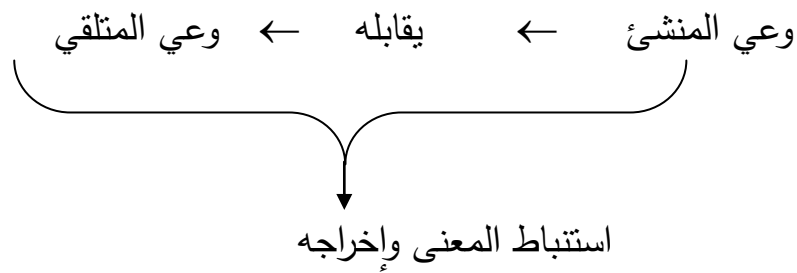 وعي المنشئ ← يقابله ← وعي المتلقي
استنباط المعنى وإخراجه